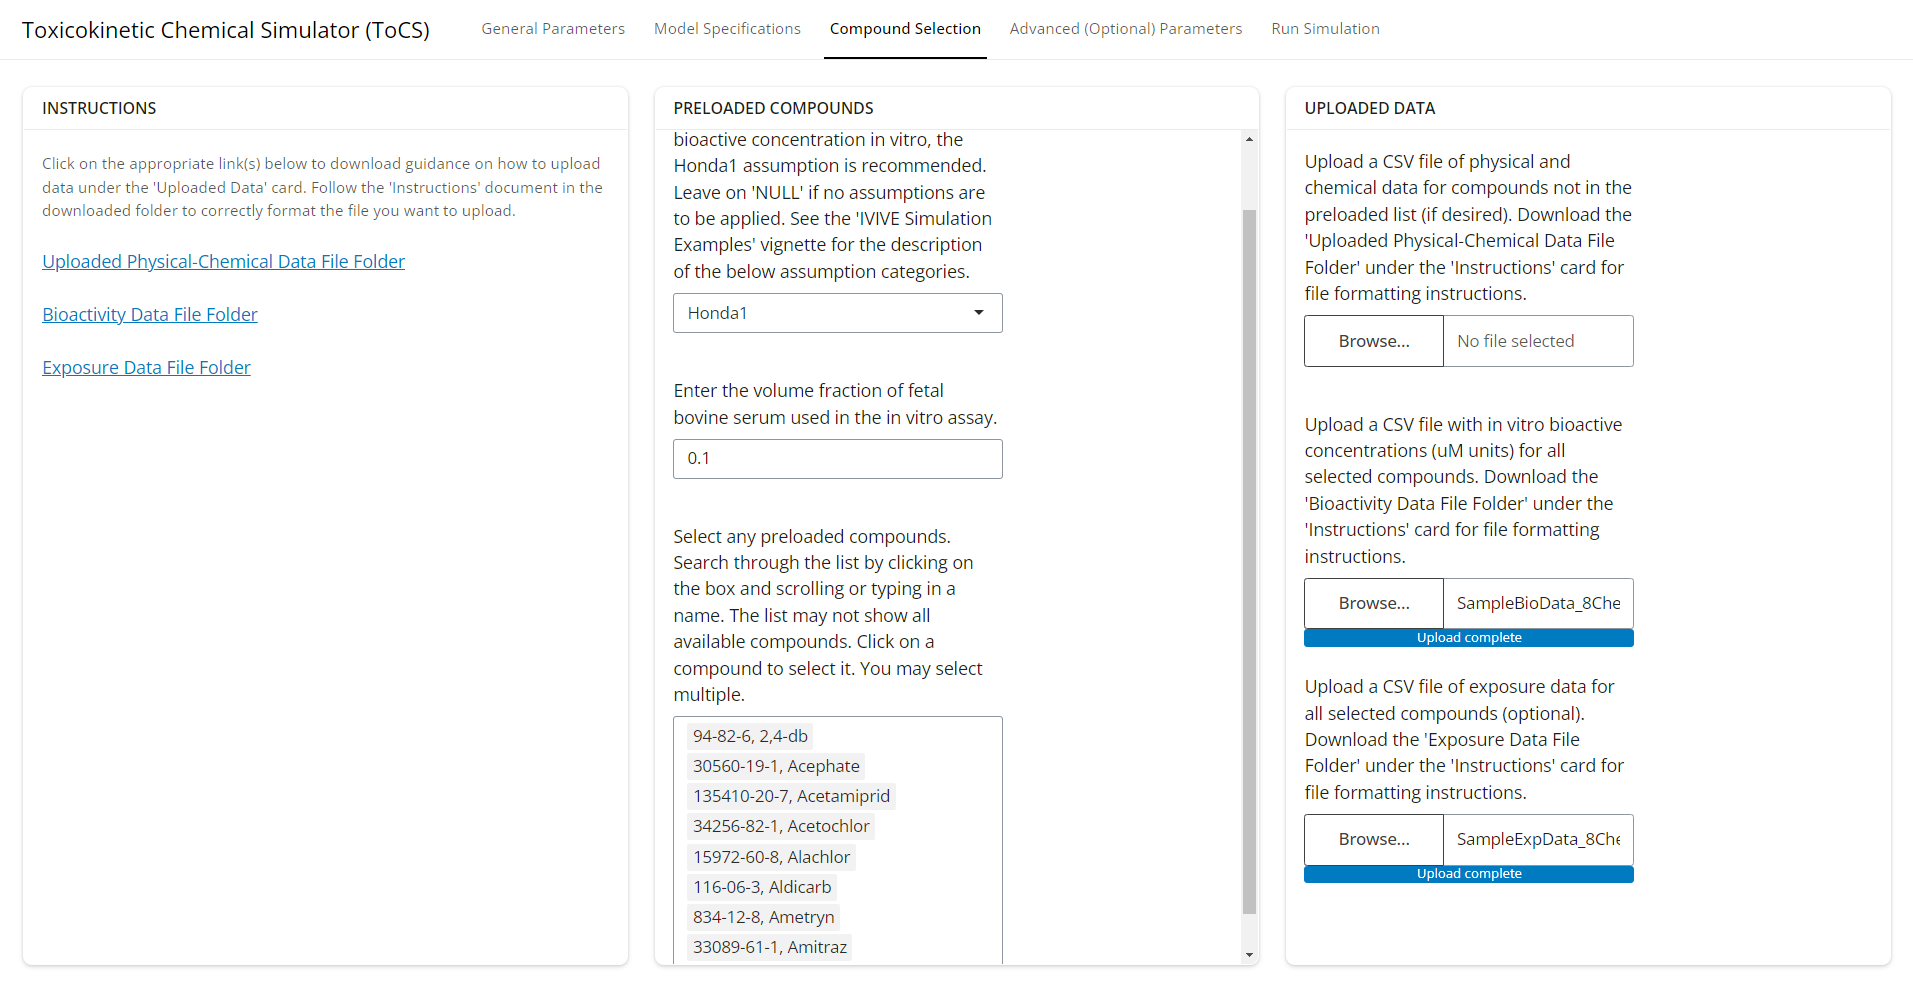 Toxicokinetic Chemical Simulator (ToCS)
General Parameters
Model Specifications
Compound Selection
Advanced (Optional) Parameters
Run Simulation
INSTRUCTIONS
Click on the appropriate link(s) below to download guidance on how to upload
data under the 'Uploaded Data' card. Follow the 'Instructions' document in the
downloaded folder to correctly format the file you want to upload.
Uploaded Physical-Chemical Data File Folder
Bioactivity Data File Folder
Exposure Data File Folder
PRELOADED COMPOUNDS
bioactive concentration in vitro, the
Honda1 assumption is recommended.
Leave on 'NULL' if no assumptions are
to be applied. See the 'IVIVE Simulation
Examples' vignette for the description
of the below assumption categories.
Honda1
Enter the volume fraction of fetal
bovine serum used in the in vitro assay.
0.1
Select any preloaded compounds.
Search through the list by clicking on
the box and scrolling or typing in a
name. The list may not show all
available compounds. Click on a
compound to select it. You may select
multiple.
94-82-6, 2,4-db
30560-19-1, Acephate
135410-20-7, Acetamiprid
34256-82-1, Acetochlor
15972-60-8, Alachlor
116-06-3, Aldicarb
834-12-8, Ametryn
33089-61-1, Amitraz
UPLOADED DATA
Upload a CSV file of physical and
chemical data for compounds not in the
preloaded list (if desired). Download the
'Uploaded Physical-Chemical Data File
Folder' under the 'Instructions' card for
file formatting instructions.
Browse...
No file selected
Upload a CSV file with in vitro bioactive
concentrations (uM units) for all
selected compounds. Download the
'Bioactivity Data File Folder' under the
'Instructions' card for file formatting
instructions.
Browse...
SampleBioData_8Che
Upload complete
Upload a CSV file of exposure data for
all selected compounds (optional).
Download the 'Exposure Data File
Folder' under the 'Instructions' card for
file formatting instructions.
Browse...
SampleExpData_8Che
Upload complete